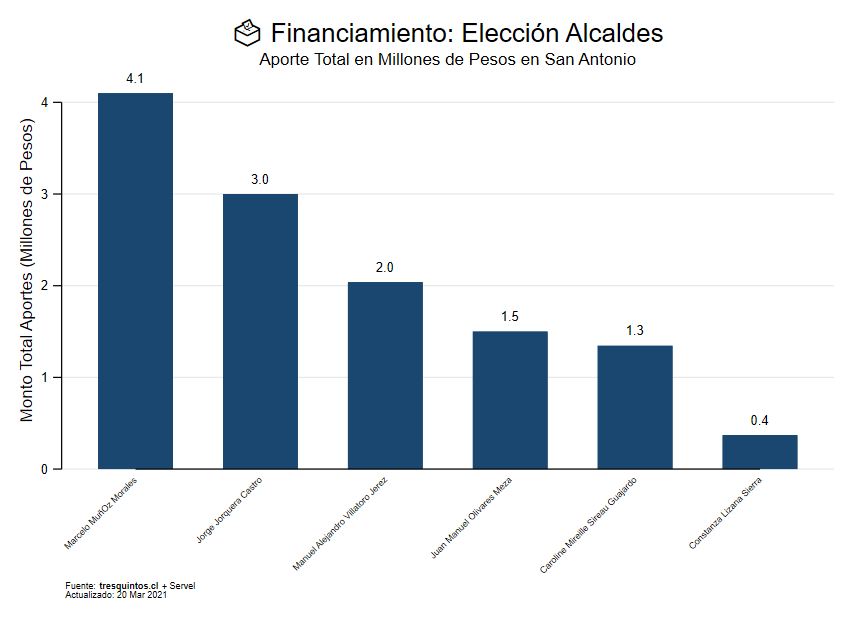 Financiamiento: Elección Alcaldes
Aporte Total en Millones de Pesos en San Antonio
Monto Total Aportes (Millones de Pesos)
4
3
2
1
0
4.1
3.0
2.0
1.5
1.3
0.4
Marcelo MuñOz Morales
Jorge Jorquera Castro
Manuel Alejandro Villatoro Jerez
Juan Manuel Olivares Meza
Caroline Mireille Sireau Guajardo
Constanza Lizana Sierra
Fuente: tresquintos.cl + Servel
Actualizado: 20 Mar 2021